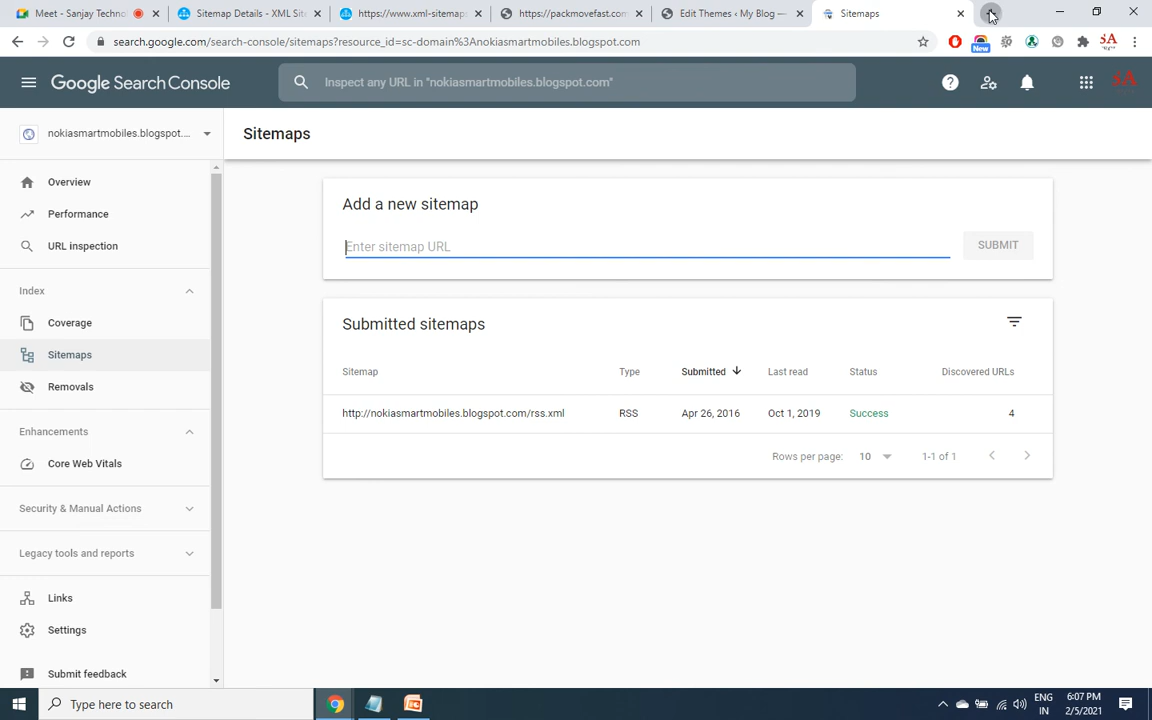 Meet - Sanjay Techno
Sitemap Details - XML Sit
https://www.xml-sitemap
https://packmovefast.com
Edit Themes ‹ My Blog —
Sitemaps
search.google.com/search-console/sitemaps?resource_id=sc-domain%3Anokiasmartmobiles.blogspot.com
New
Google Search Console
Inspect any URL in "nokiasmartmobiles.blogspot.com"
nokiasmartmobiles.blogspot....
Sitemaps
Overview
Performance
URL inspection
Index
Coverage
Sitemaps
Removals
Enhancements
Core Web Vitals
Security & Manual Actions
Legacy tools and reports
Links
Settings
Submit feedback
Add a new sitemap
Enter sitemap URL
SUBMIT
Submitted sitemaps
Sitemap Type Submitted Last read Status Discovered URLs
http://nokiasmartmobiles.blogspot.com/rss.xml RSS Apr 26, 2016 Oct 1, 2019 Success 4
Rows per page: 10 1-1 of 1
Type here to search
ENG
IN
6:07 PM
2/5/2021